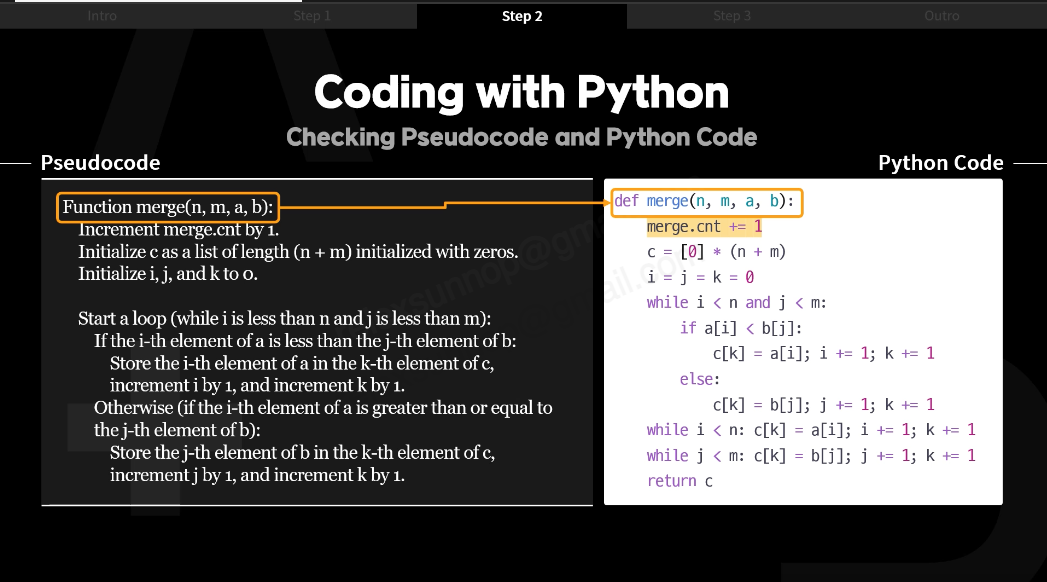 Intro
Step 1
Step 2
Step 3
Outro
Coding with Python
Checking Pseudocode and Python Code
Pseudocode
Function merge(n, m, a, b):
Increment merge.cnt by 1.
Initialize c as a list of length (n + m) initialized with zeros.
Initialize i, j, and k to 0.
Start a loop (while i is less than n and j is less than m):
If the i-th element of a is less than the j-th element of b:
Store the i-th element of a in the k-th element of c,
increment i by 1, and increment k by 1.
Otherwise (if the i-th element of a is greater than or equal to
the j-th element of b):
Store the j-th element of b in the k-th element of c,
increment j by 1, and increment k by 1.
Python Code
def merge(n, m, a, b):
merge.cnt += 1
c = [0] * (n + m)
i = j = k = 0
while i < n and j < m:
if a[i] < b[j]:
c[k] = a[i]; i += 1; k += 1
else:
c[k] = b[j]; j += 1; k += 1
while i < n: c[k] = a[i]; i += 1; k += 1
while j < m: c[k] = b[j]; j += 1; k += 1
return c